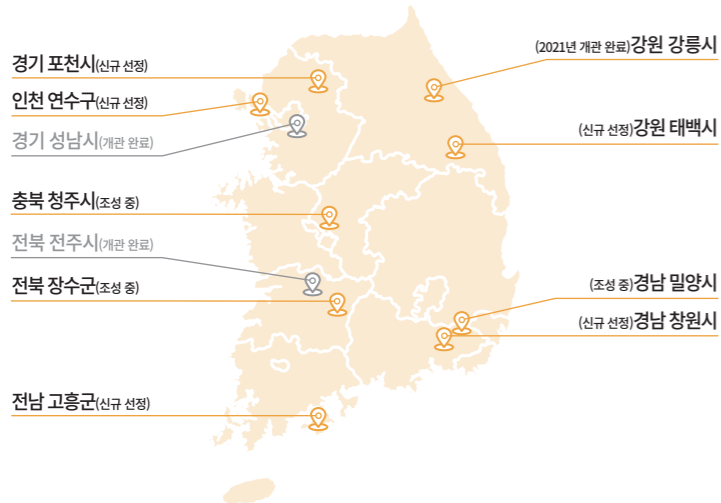 경기 포천시(신규 선정)
인천 연수구(신규 선정)
경기 성남시(개관 완료)
충북 청주시(조성 중)
전북 전주시(개관 완료)
전북 장수군(조성 중)
전남 고흥군(신규 선정)
(2021년 개관 완료)강원 강릉시
(신규 선정)강원 태백시
(조성 중)경남 밀양시
(신규 선정)경남 창원시